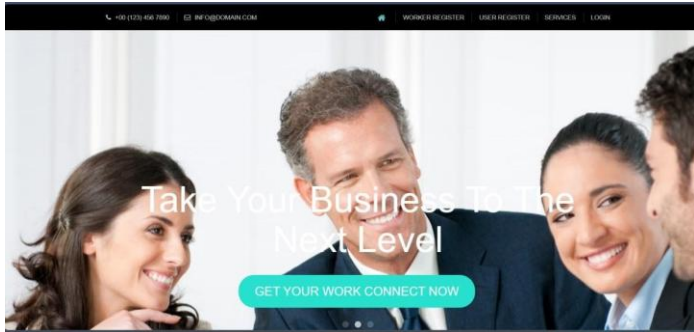 +00 (123) 456 7890 INFO@DOMAIN.COM WORKER REGISTER USER REGISTER SERVICES LOGIN
Take Your Business To The
Next Level
GET YOUR WORK CONNECT NOW